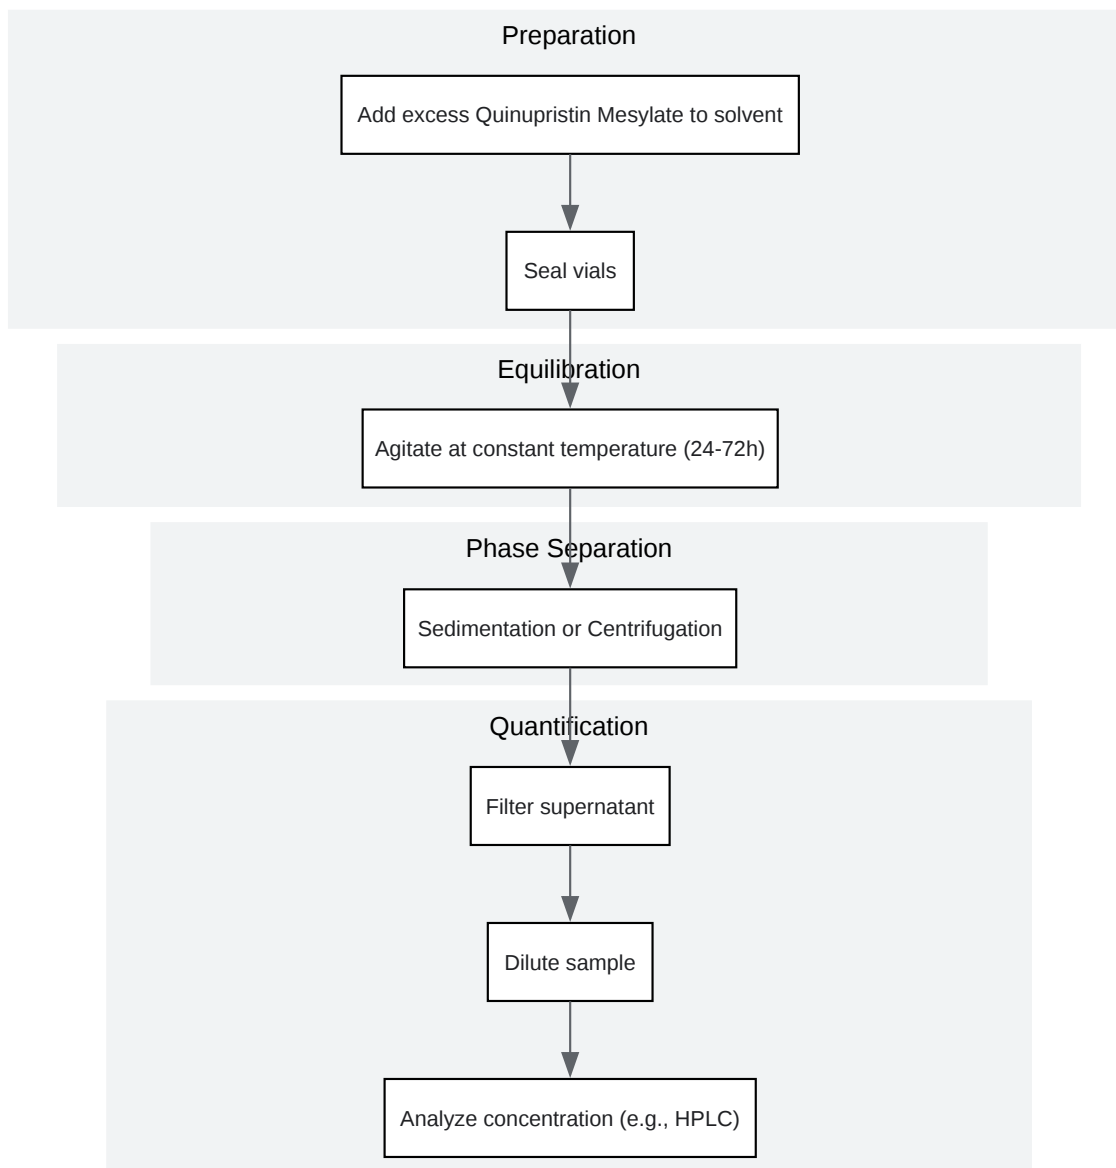 Preparation
Add excess Quinupristin Mesylate to solvent
Seal vials
Equilibration
Agitate at constant temperature (24-72h)
Phase Separation
Sedimentation or Centrifugation
Quantification
Filter supernatant
Dilute sample
Analyze concentration (e.g., HPLC)